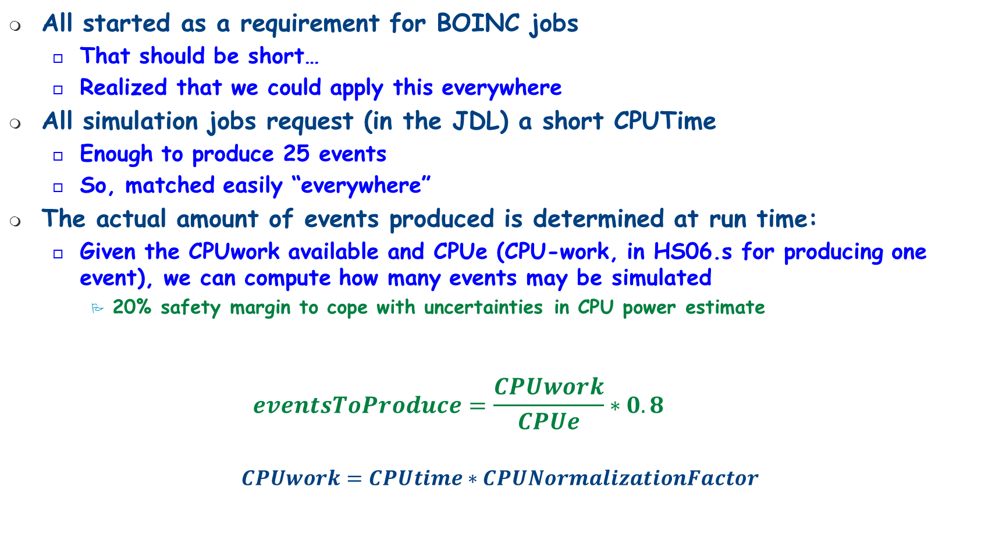 All started as a requirement for BOINC jobs
That should be short…
Realized that we could apply this everywhere
All simulation jobs request (in the JDL) a short CPUTime
Enough to produce 25 events
So, matched easily “everywhere”
The actual amount of events produced is determined at run time:
Given the CPUwork available and CPUe (CPU-work, in HS06.s for producing one
event), we can compute how many events may be simulated
20% safety margin to cope with uncertainties in CPU power estimate
eventsToProduce = CPUwork / CPUe * 0.8
CPUwork = CPUtime * CPUNormalizationFactor